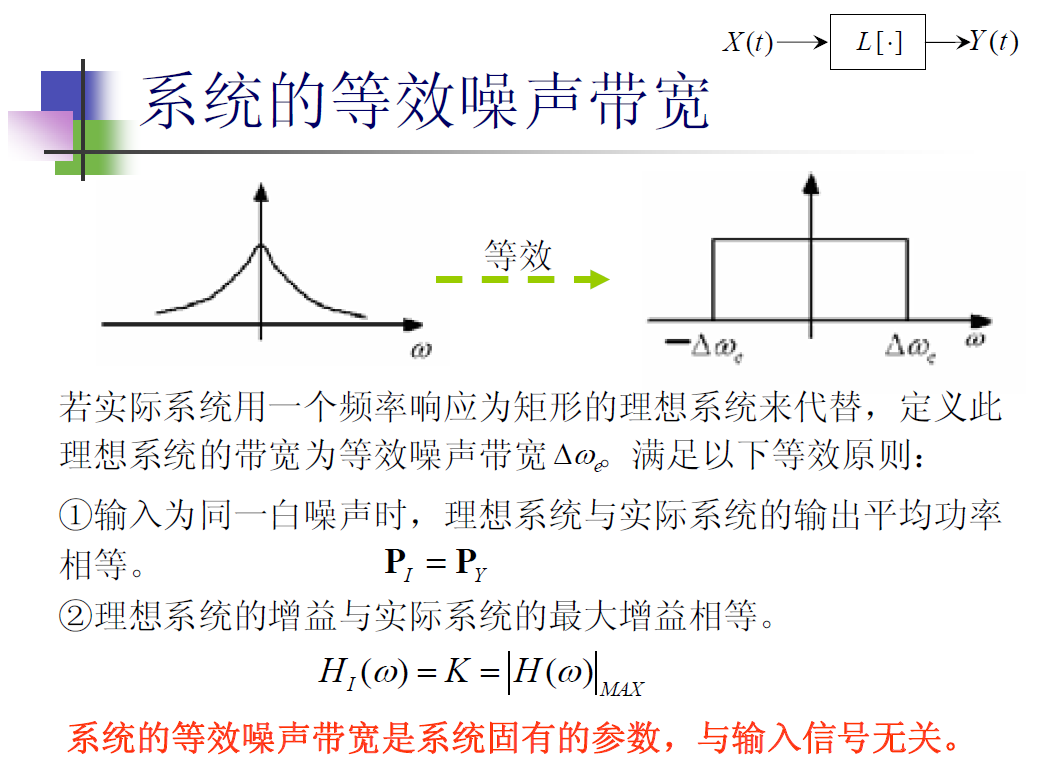 X(t) L[·] Y(t)
系统的等效噪声带宽
等效
ω
−Δωe Δωe ω
若实际系统用一个频率响应为矩形的理想系统来代替，定义此
理想系统的带宽为等效噪声带宽Δωe。满足以下等效原则：
①输入为同一白噪声时，理想系统与实际系统的输出平均功率
相等。 P_I = P_Y
②理想系统的增益与实际系统的最大增益相等。
H_I(ω) = K = |H(ω)|_MAX
系统的等效噪声带宽是系统固有的参数，与输入信号无关。